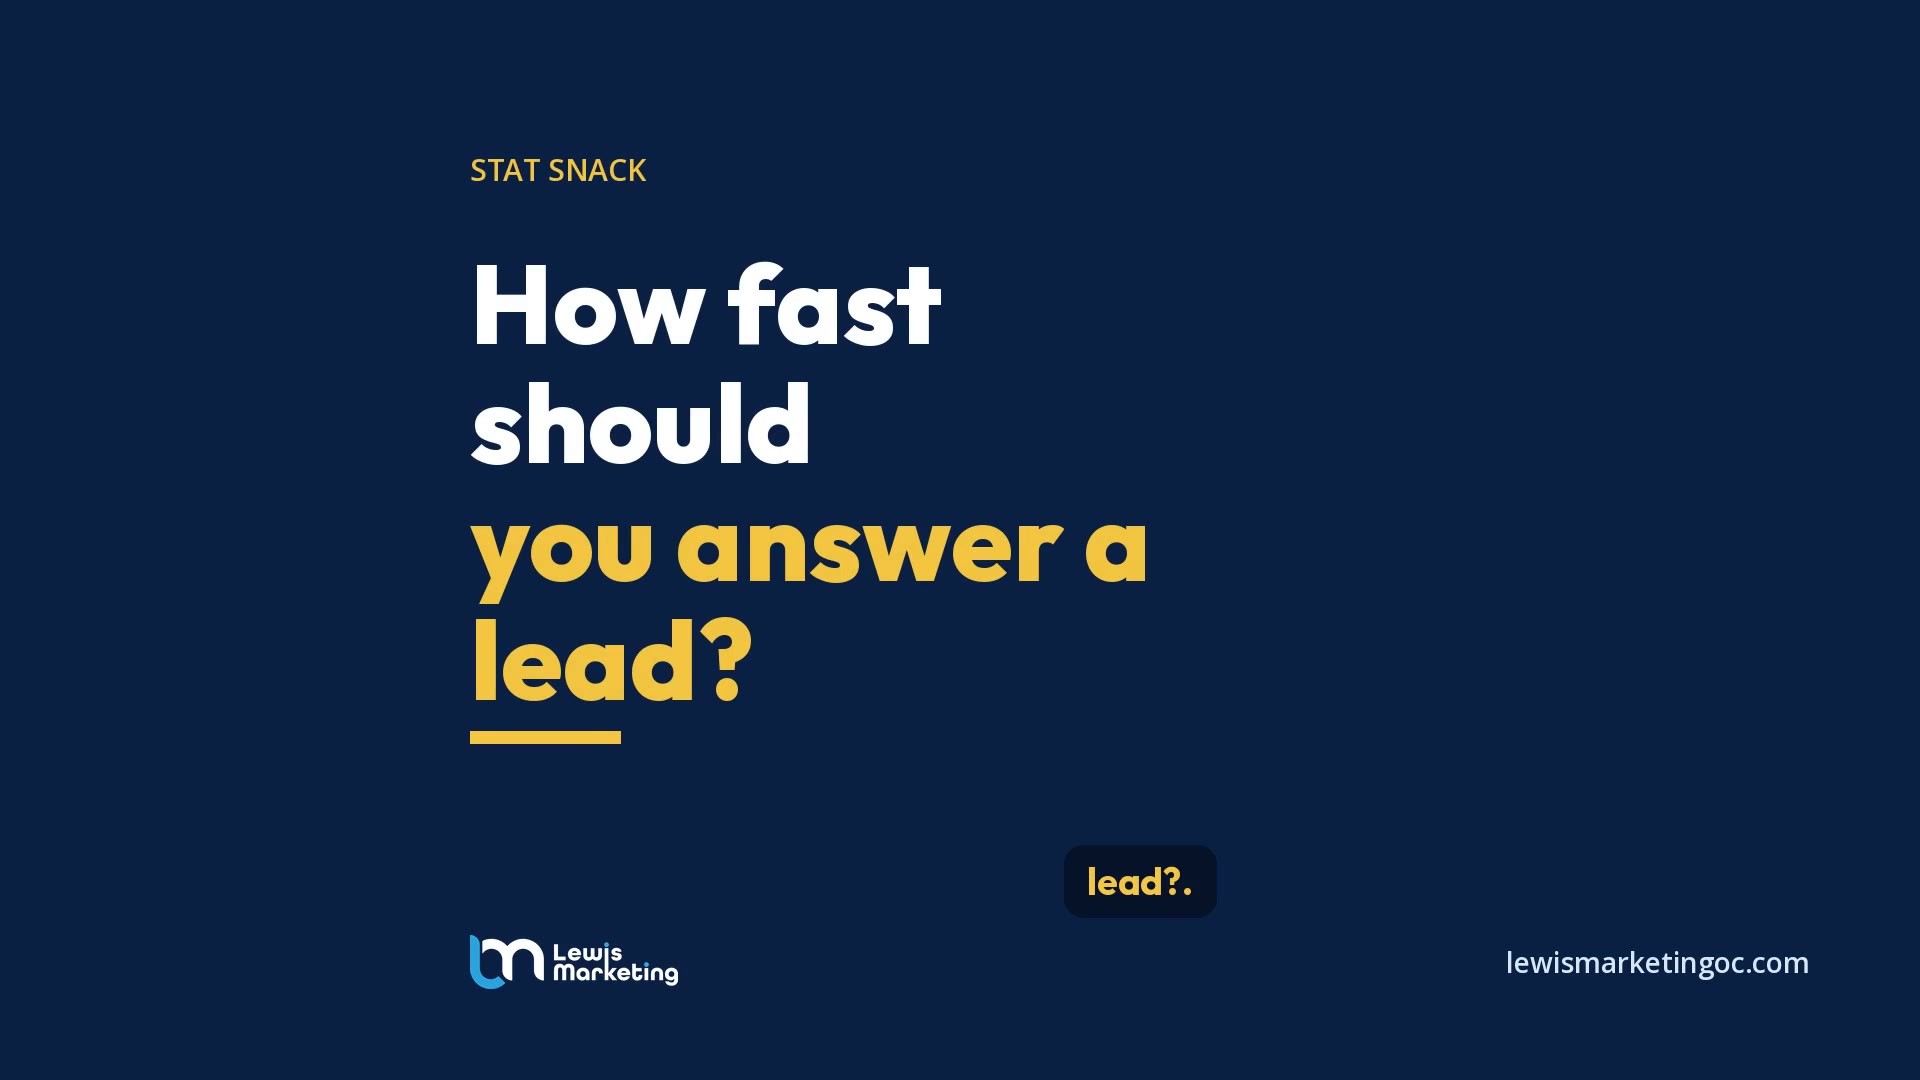 STAT SNACK
How fast
should
you answer a
lead?
lead?.
Lewis
Marketing
lewismarketingoc.com